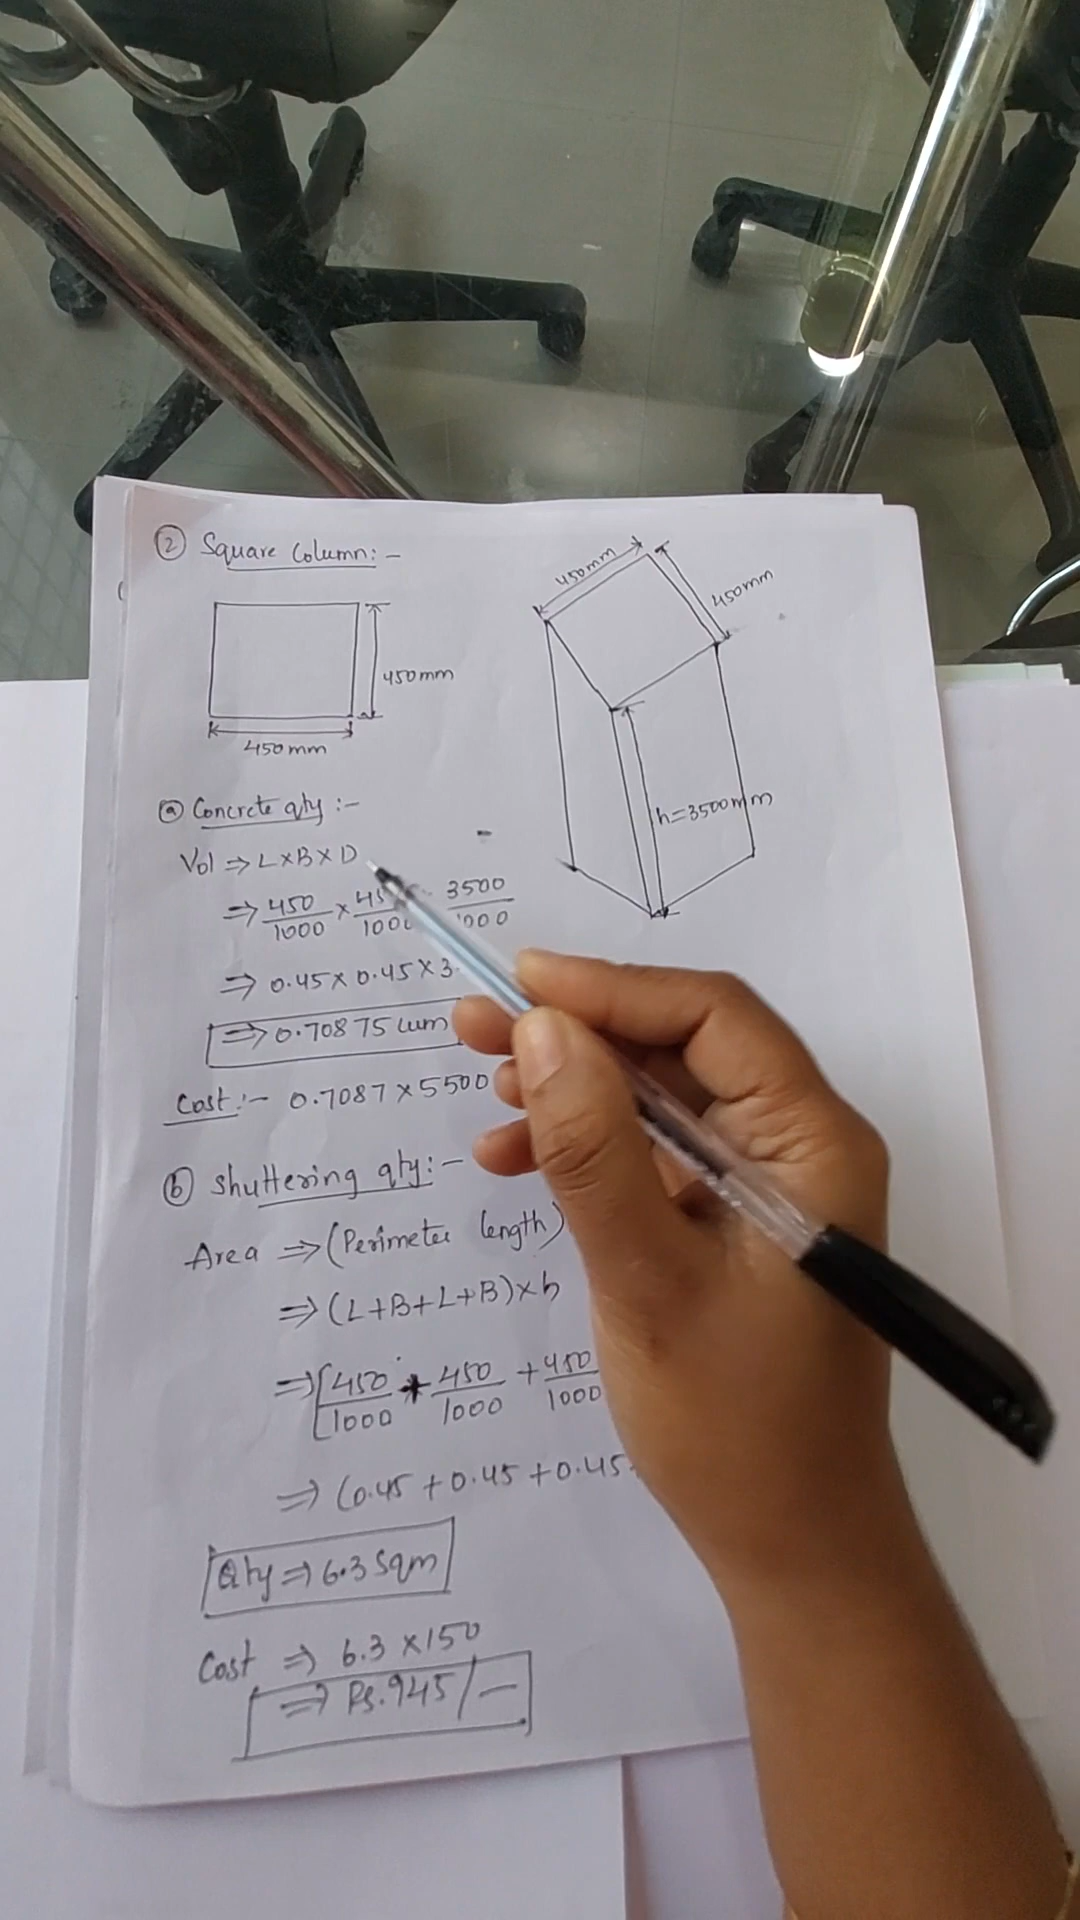 ② Square Column:-
450mm
450mm
450mm
450mm
h=3500mm
ⓐ Concrete qty :-
Vol ⇒ L×B×D
⇒ 450/1000 × 3500
⇒ 0.45 × 0.45 × 3.
⇒ 0.70875 cum
Cost :- 0.7087 × 5500
ⓑ Shuttering qty:-
Area ⇒ (Perimeter length)
⇒ (L+B+L+B)×h
⇒ [450/1000 + 450/1000 + 450/1000
⇒ (0.45 + 0.45 + 0.45
Qty ⇒ 6.3 Sqm
Cost ⇒ 6.3 ×150
⇒ Rs.945/-